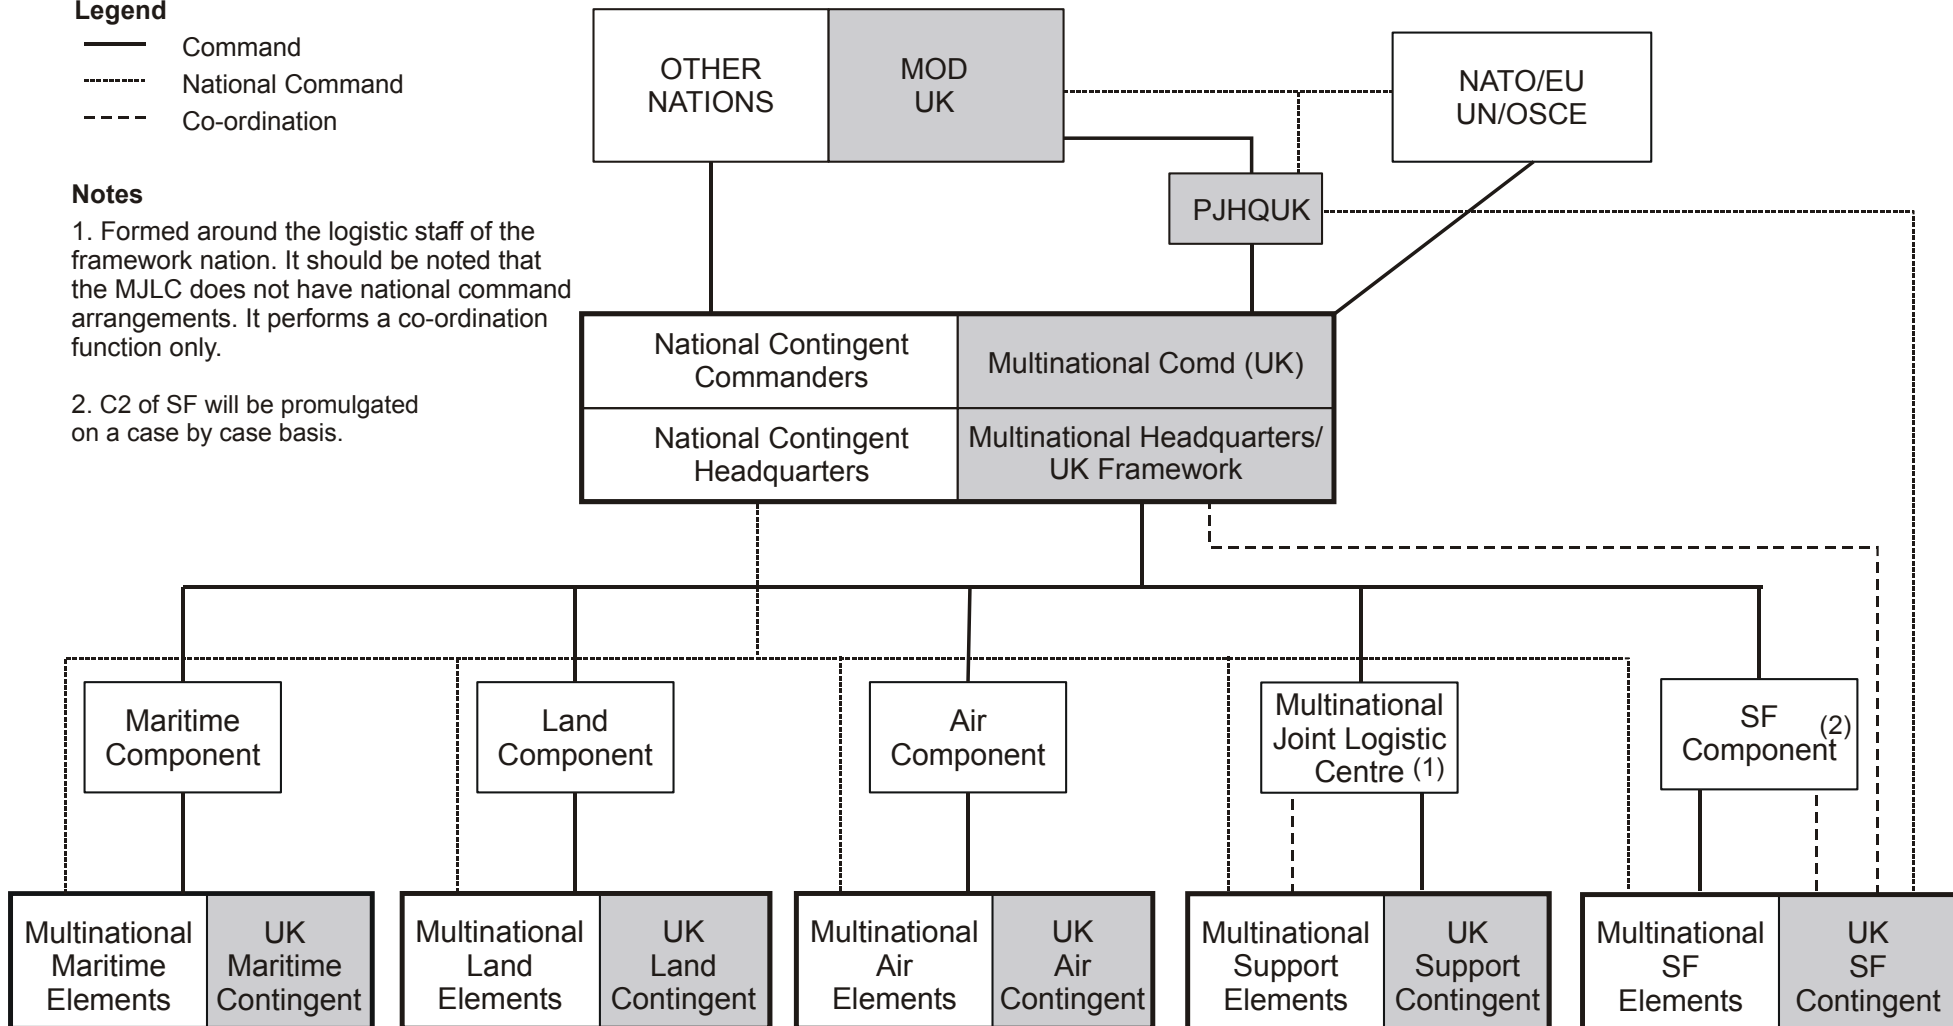 Legend
Command
National Command
Co-ordination
Notes
1. Formed around the logistic staff of the
framework nation. It should be noted that
the MJLC does not have national command
arrangements. It performs a co-ordination
function only.
2. C2 of SF will be promulgated
on a case by case basis.
OTHER
NATIONS
MOD
UK
NATO/EU
UN/OSCE
PJHQUK
National Contingent
Commanders
Multinational Comd (UK)
National Contingent
Headquarters
Multinational Headquarters/
UK Framework
Maritime
Component
Land
Component
Air
Component
Multinational
Joint Logistic
Centre (1)
SF
Component (2)
Multinational
Maritime
Elements
UK
Maritime
Contingent
Multinational
Land
Elements
UK
Land
Contingent
Multinational
Air
Elements
UK
Air
Contingent
Multinational
Support
Elements
UK
Support
Contingent
Multinational
SF
Elements
UK
SF
Contingent